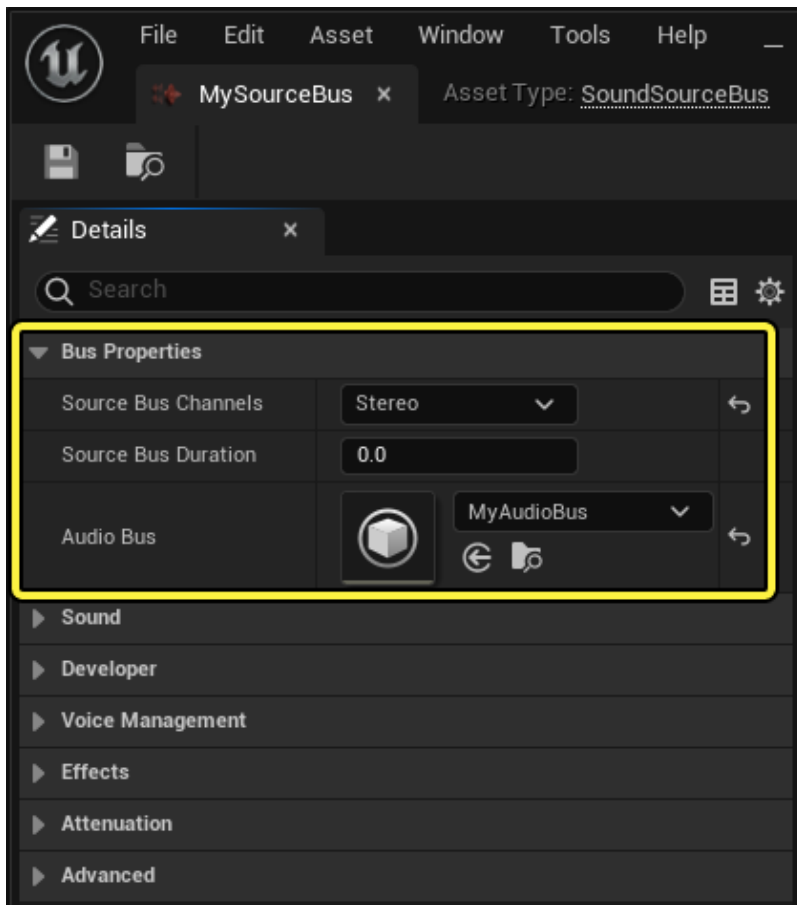 File Edit Asset Window Tools Help
MySourceBus Asset Type: SoundSourceBus
Details
Search
Bus Properties
Source Bus Channels Stereo
Source Bus Duration 0.0
Audio Bus MyAudioBus
Sound
Developer
Voice Management
Effects
Attenuation
Advanced